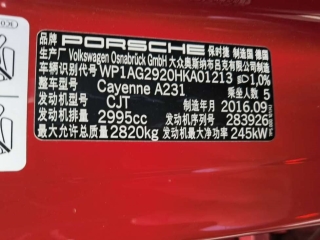 品牌 PORSCHE 保时捷 制造国 德国
生产厂 Volkswagen Osnabrück GmbH 大众奥斯纳布吕克有限公司制造
车辆识别代号 WP1AG2920HKA01213 1,0%
整车型号 Cayenne A231 乘坐人数 5
发动机型号 CJT 制造年月 2016.09
发动机排量 2995cc 发动机序列号 283926
最大允许总质量 2820kg 发动机最大净功率 245kW